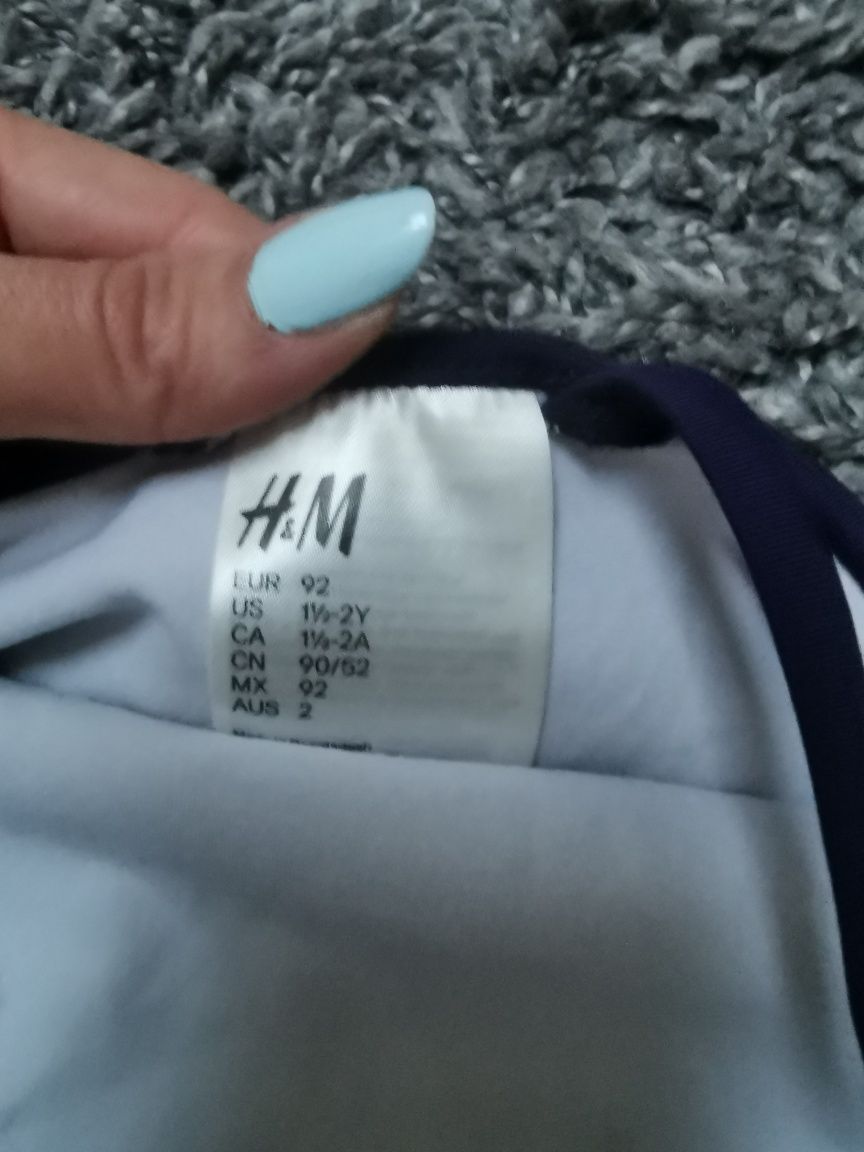 H&M
EUR 92
US 1½-2Y
CA 1½-2A
CN 90/52
MX 92
AUS 2